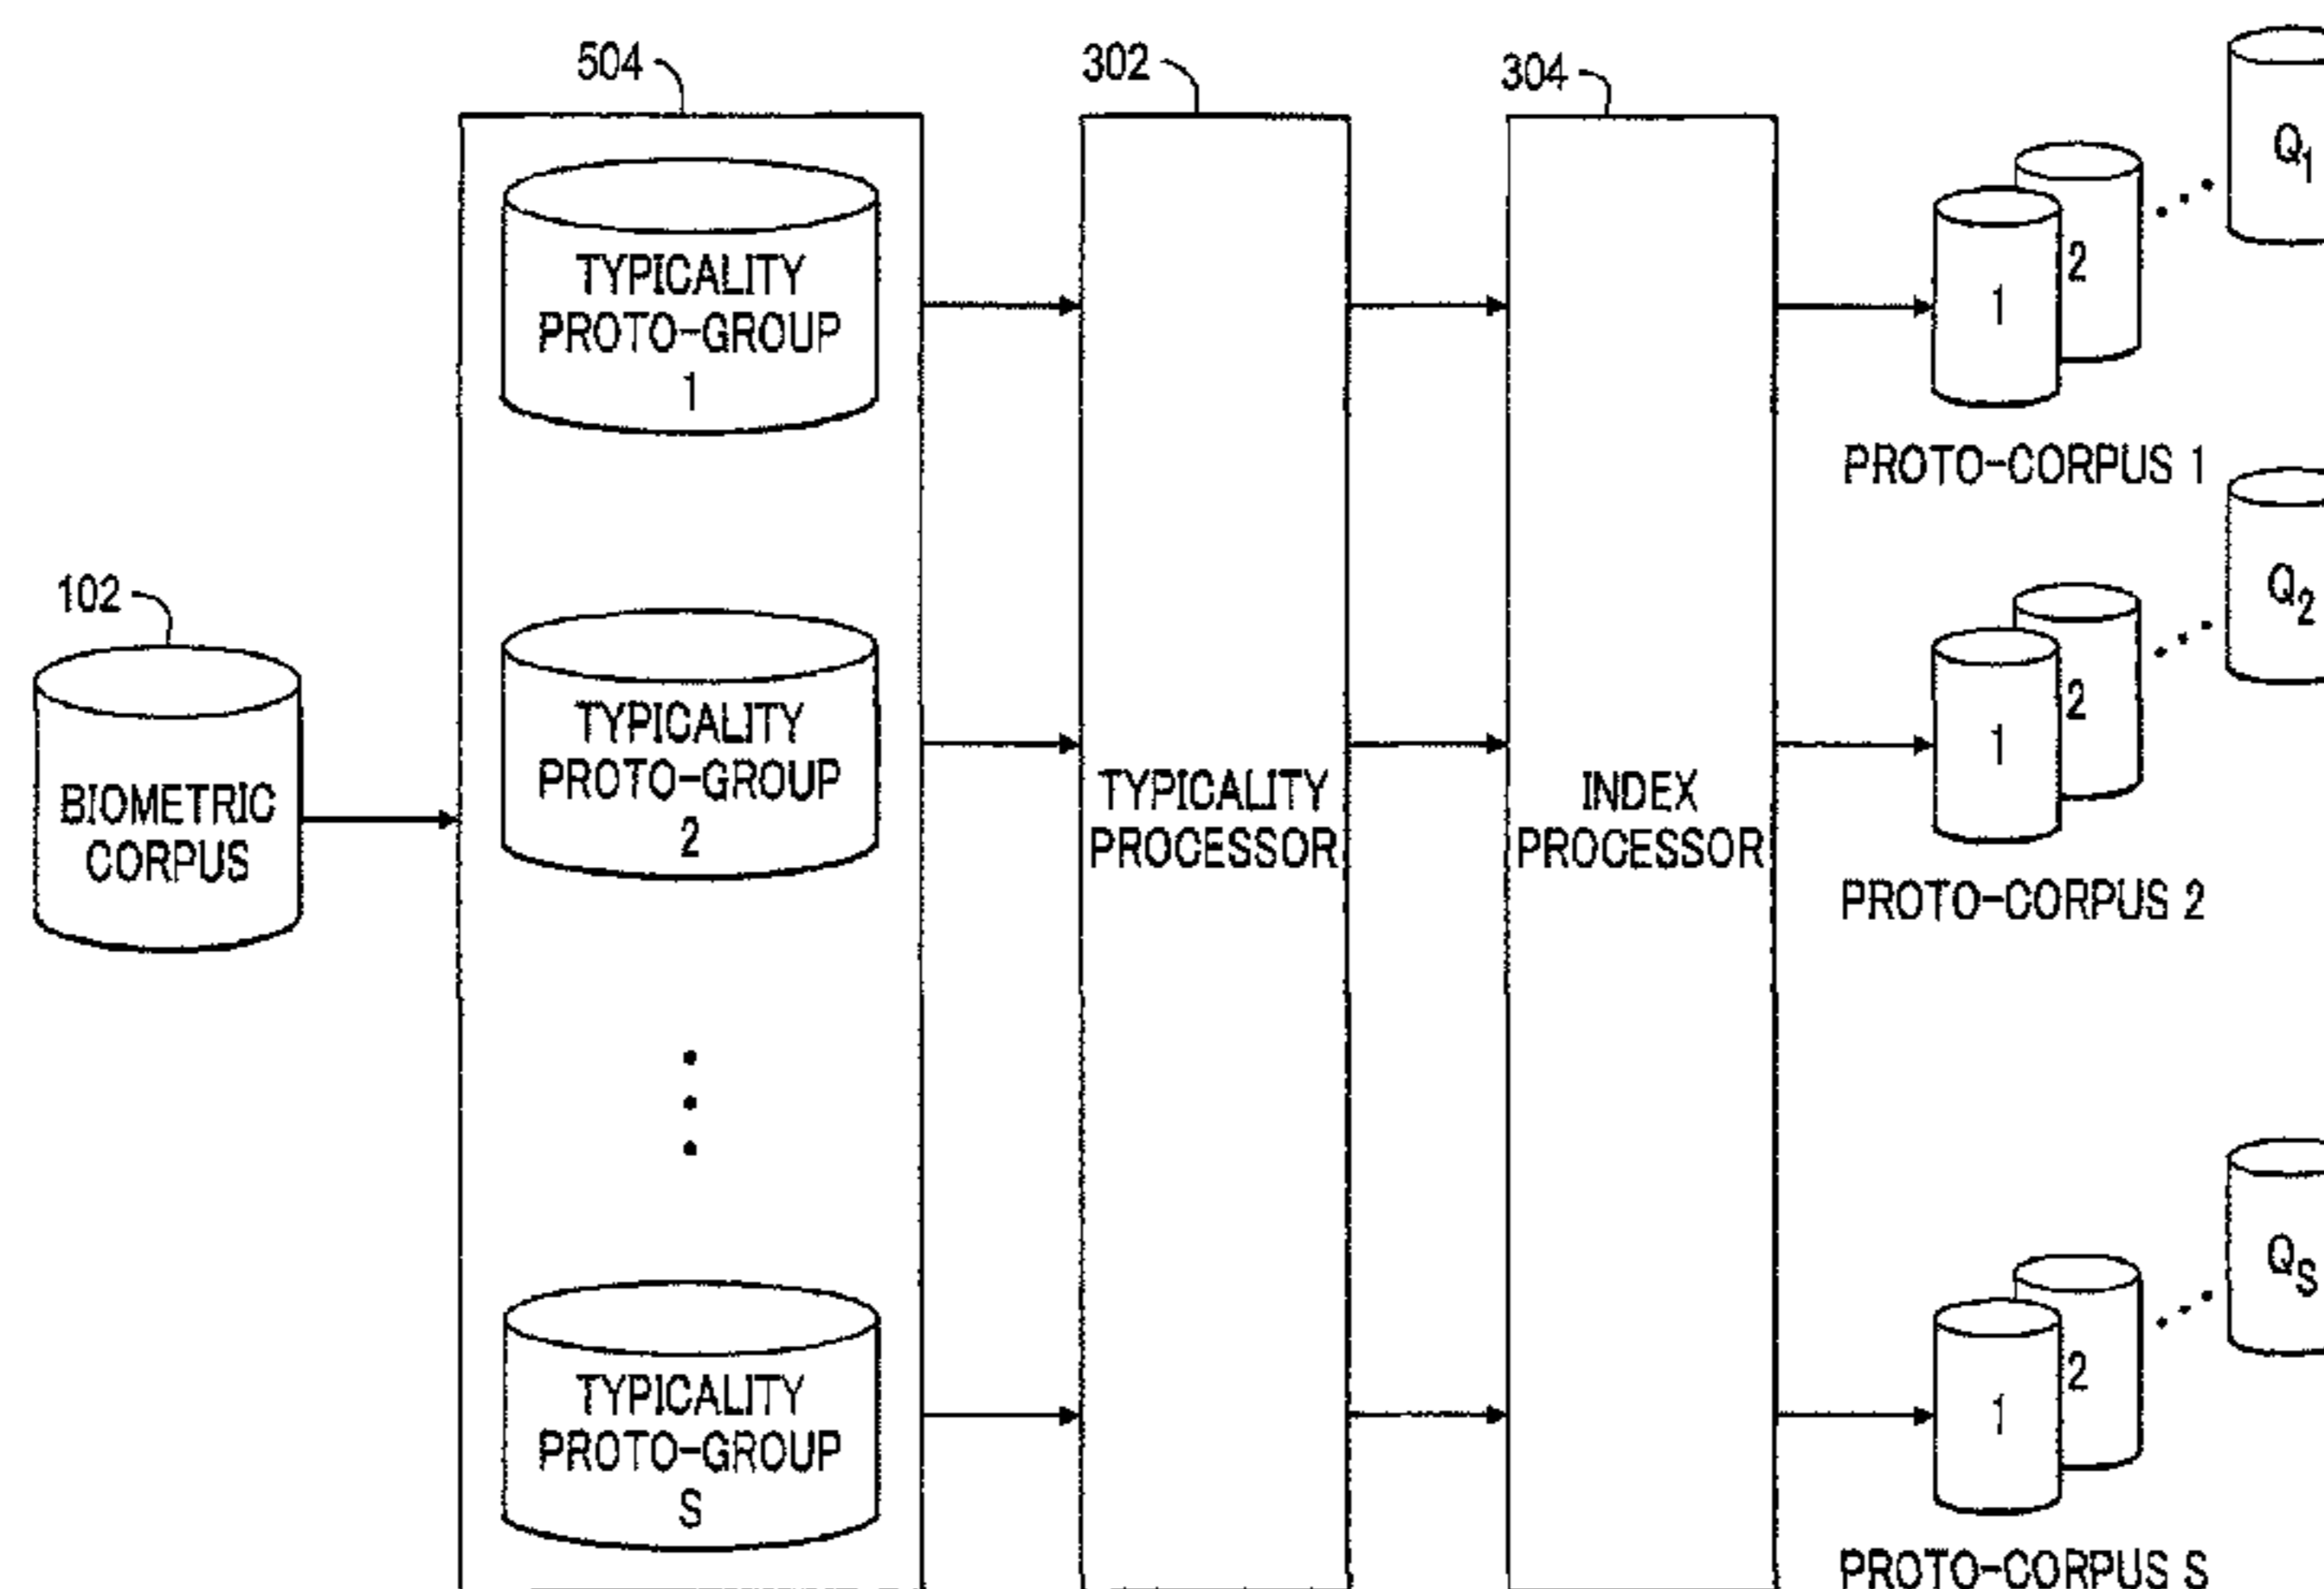 504
302
304
102
BIOMETRIC
CORPUS
TYPICALITY
PROTO-GROUP
1
TYPICALITY
PROTO-GROUP
2
TYPICALITY
PROTO-GROUP
S
TYPICALITY
PROCESSOR
INDEX
PROCESSOR
1
2
Q1
PROTO-CORPUS 1
1
2
Q2
PROTO-CORPUS 2
1
2
QS
PROTO-CORPUS S